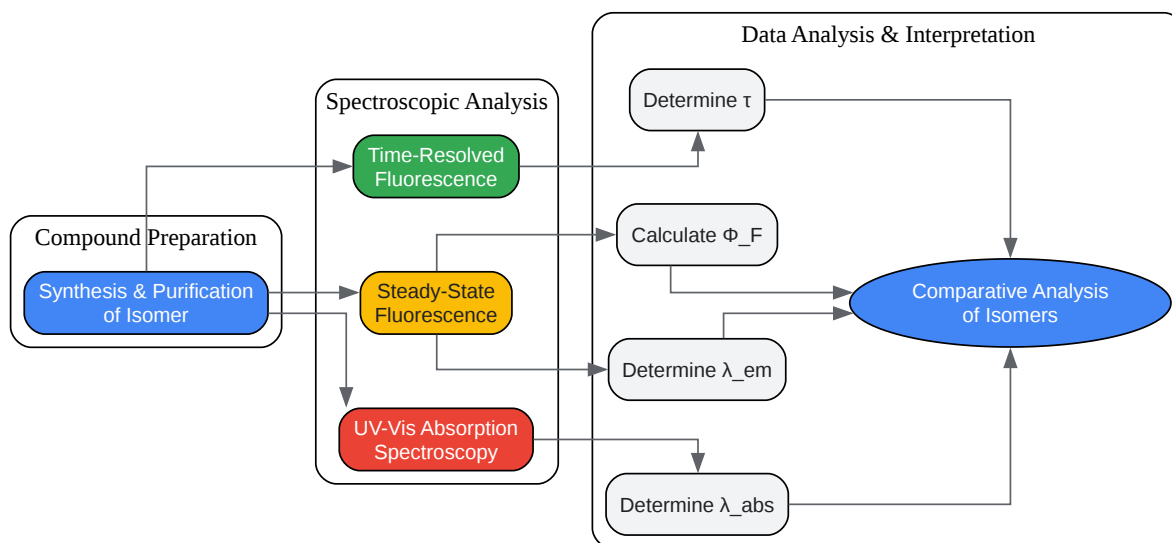 Data Analysis & Interpretation
Spectroscopic Analysis
Determine τ
Time-Resolved
Fluorescence
Compound Preparation
Calculate Φ_F
Synthesis & Purification
of Isomer
Steady-State
Fluorescence
Comparative Analysis
of Isomers
Determine λ_em
UV-Vis Absorption
Spectroscopy
Determine λ_abs